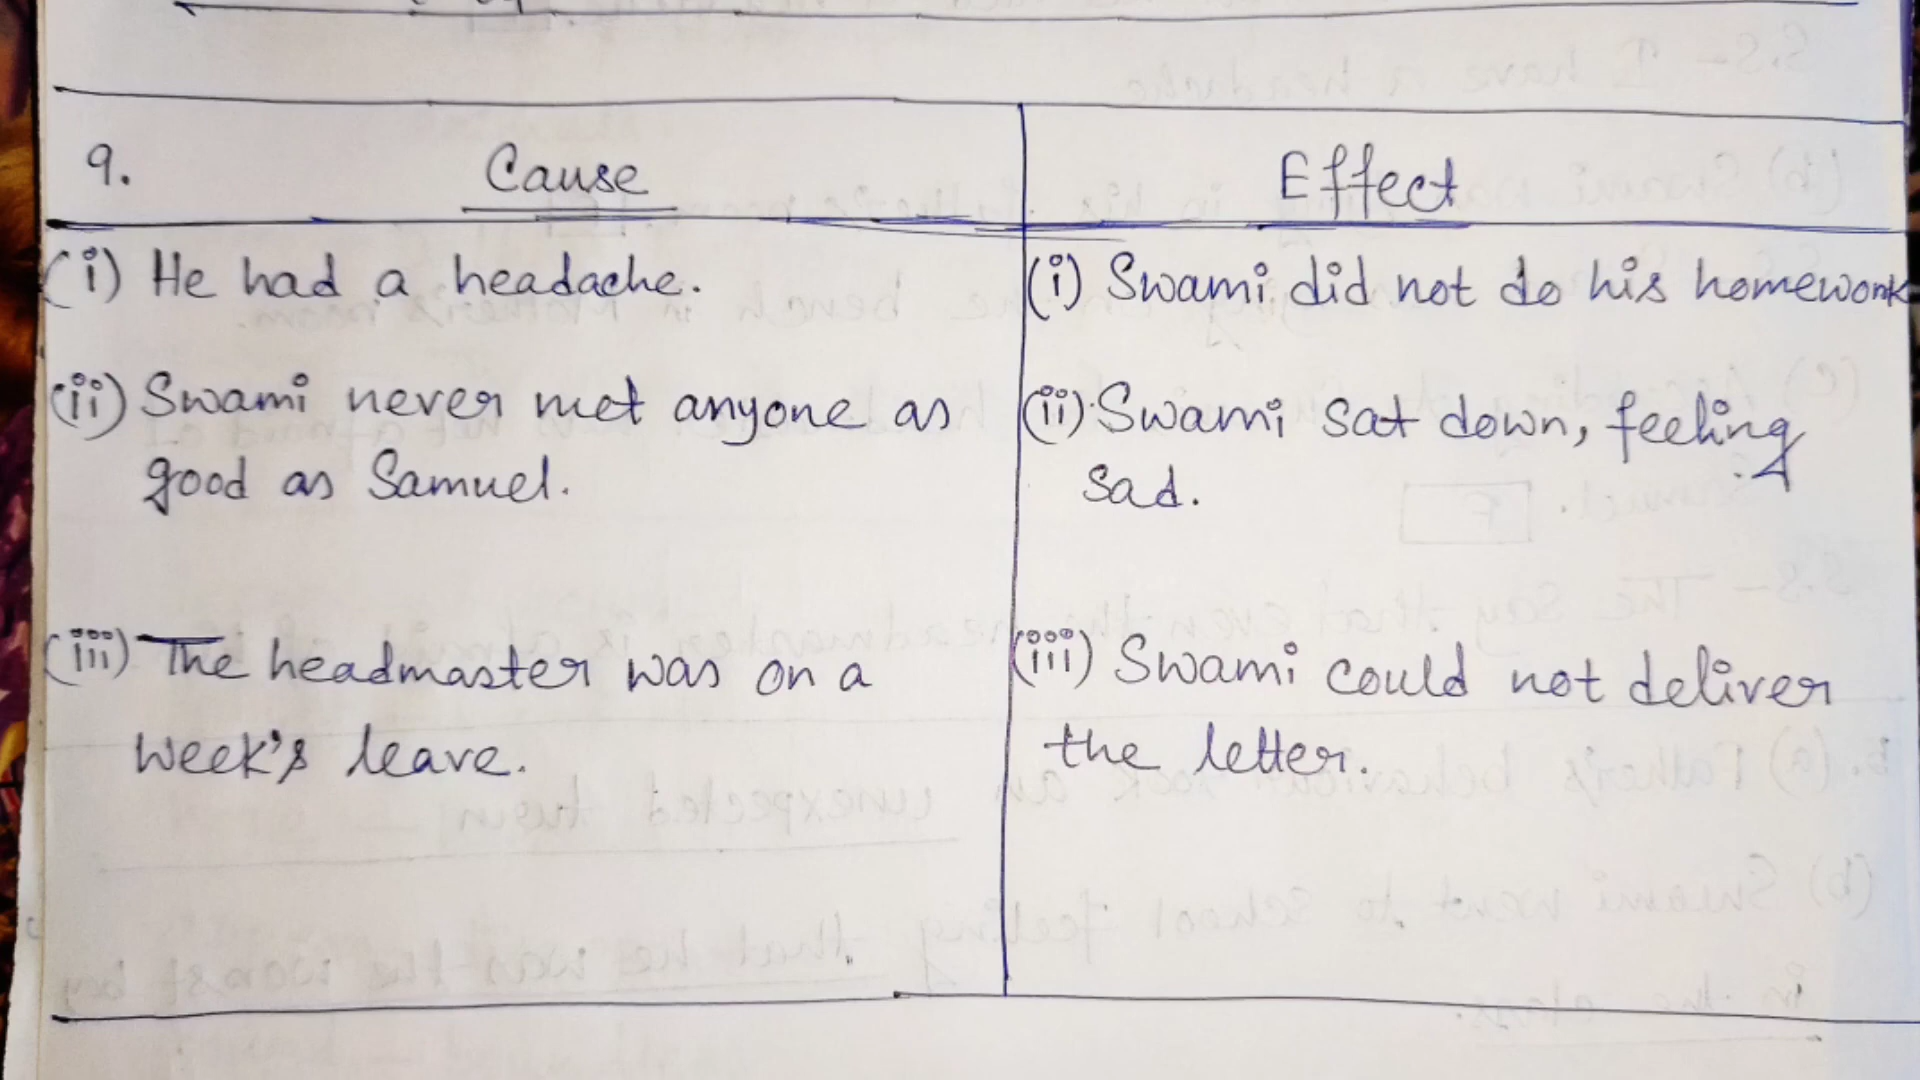 9. Cause Effect
(i) He had a headache.
(i) Swami did not do his homework
(ii) Swami never met anyone as
good as Samuel.
(ii) Swami sat down, feeling
sad.
(iii) The headmaster was on a
week's leave.
(iii) Swami could not deliver
the letter.